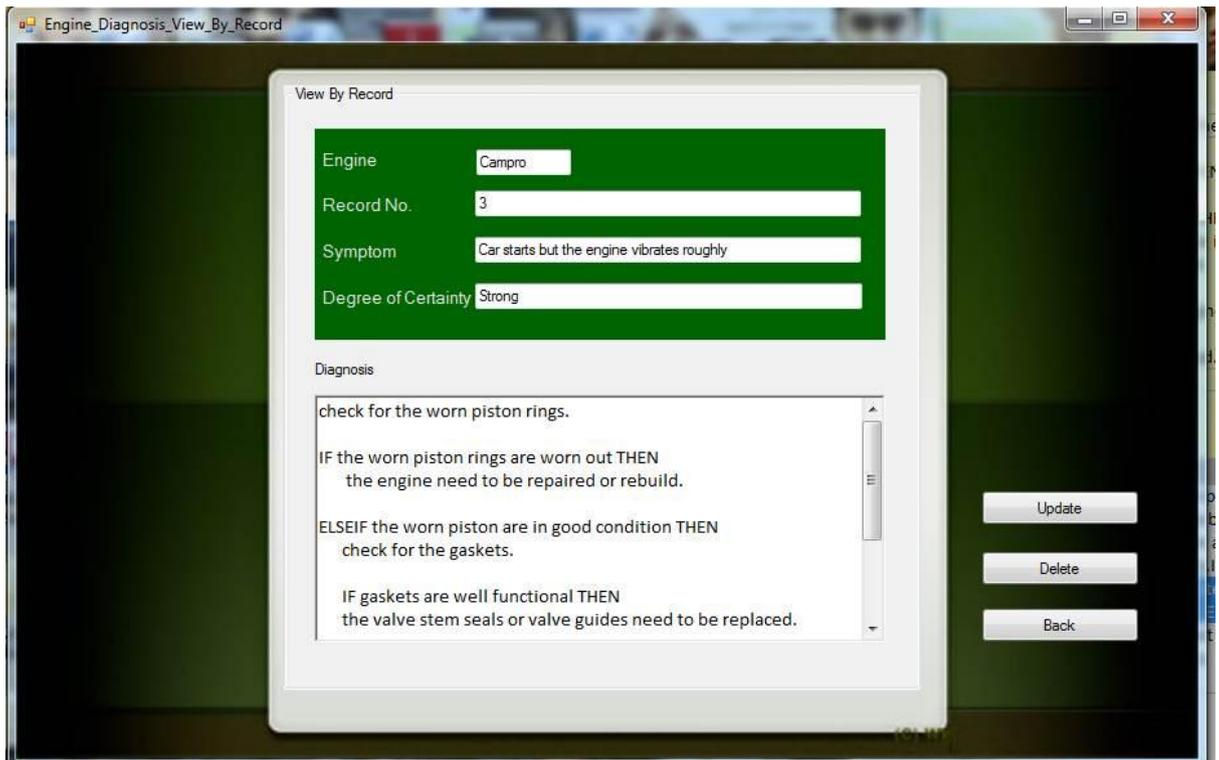 Engine_Diagnosis_View_By_Record
View By Record
Engine Campro
Record No. 3
Symptom Car starts but the engine vibrates roughly
Degree of Certainty Strong
Diagnosis
check for the worn piston rings.
IF the worn piston rings are worn out THEN
the engine need to be repaired or rebuild.
ELSEIF the worn piston are in good condition THEN
check for the gaskets.
IF gaskets are well functional THEN
the valve stem seals or valve guides need to be replaced.
Update
Delete
Back